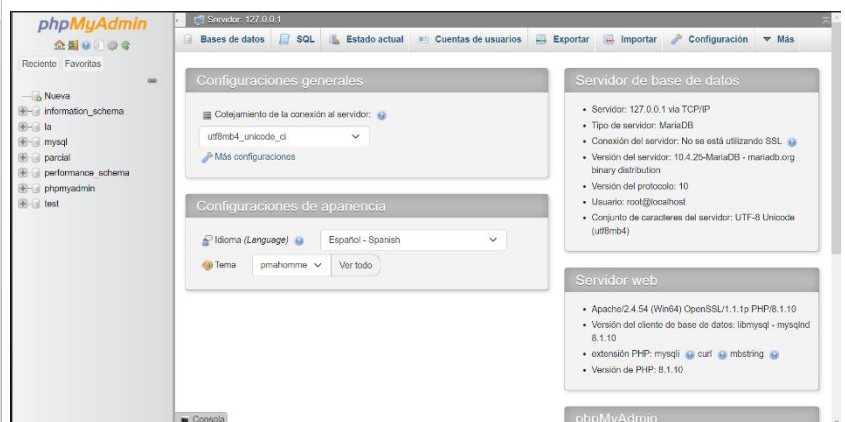 phpMyAdmin
Reciente Favoritas
Nueva
information_schema
la
mysql
parcial
performance_schema
phpmyadmin
test
Servidor: 127.0.0.1
Bases de datos SQL Estado actual Cuentas de usuarios Exportar Importar Configuración Más
Configuraciones generales
Cotejamiento de la conexión al servidor:
utf8mb4_unicode_ci
Más configuraciones
Configuraciones de apariencia
Idioma (Language) Español - Spanish
Tema pmahomme Ver todo
Consola
Servidor de base de datos
Servidor: 127.0.0.1 via TCP/IP
Tipo de servidor: MariaDB
Conexión del servidor: No se está utilizando SSL
Versión del servidor: 10.4.25-MariaDB - mariadb.org
binary distribution
Versión del protocolo: 10
Usuario: root@localhost
Conjunto de caracteres del servidor: UTF-8 Unicode
(utf8mb4)
Servidor web
Apache/2.4.54 (Win64) OpenSSL/1.1.1p PHP/8.1.10
Versión del cliente de base de datos: libmysql - mysqlnd
8.1.10
extensión PHP: mysqli curl mbstring
Versión de PHP: 8.1.10
phpMyAdmin